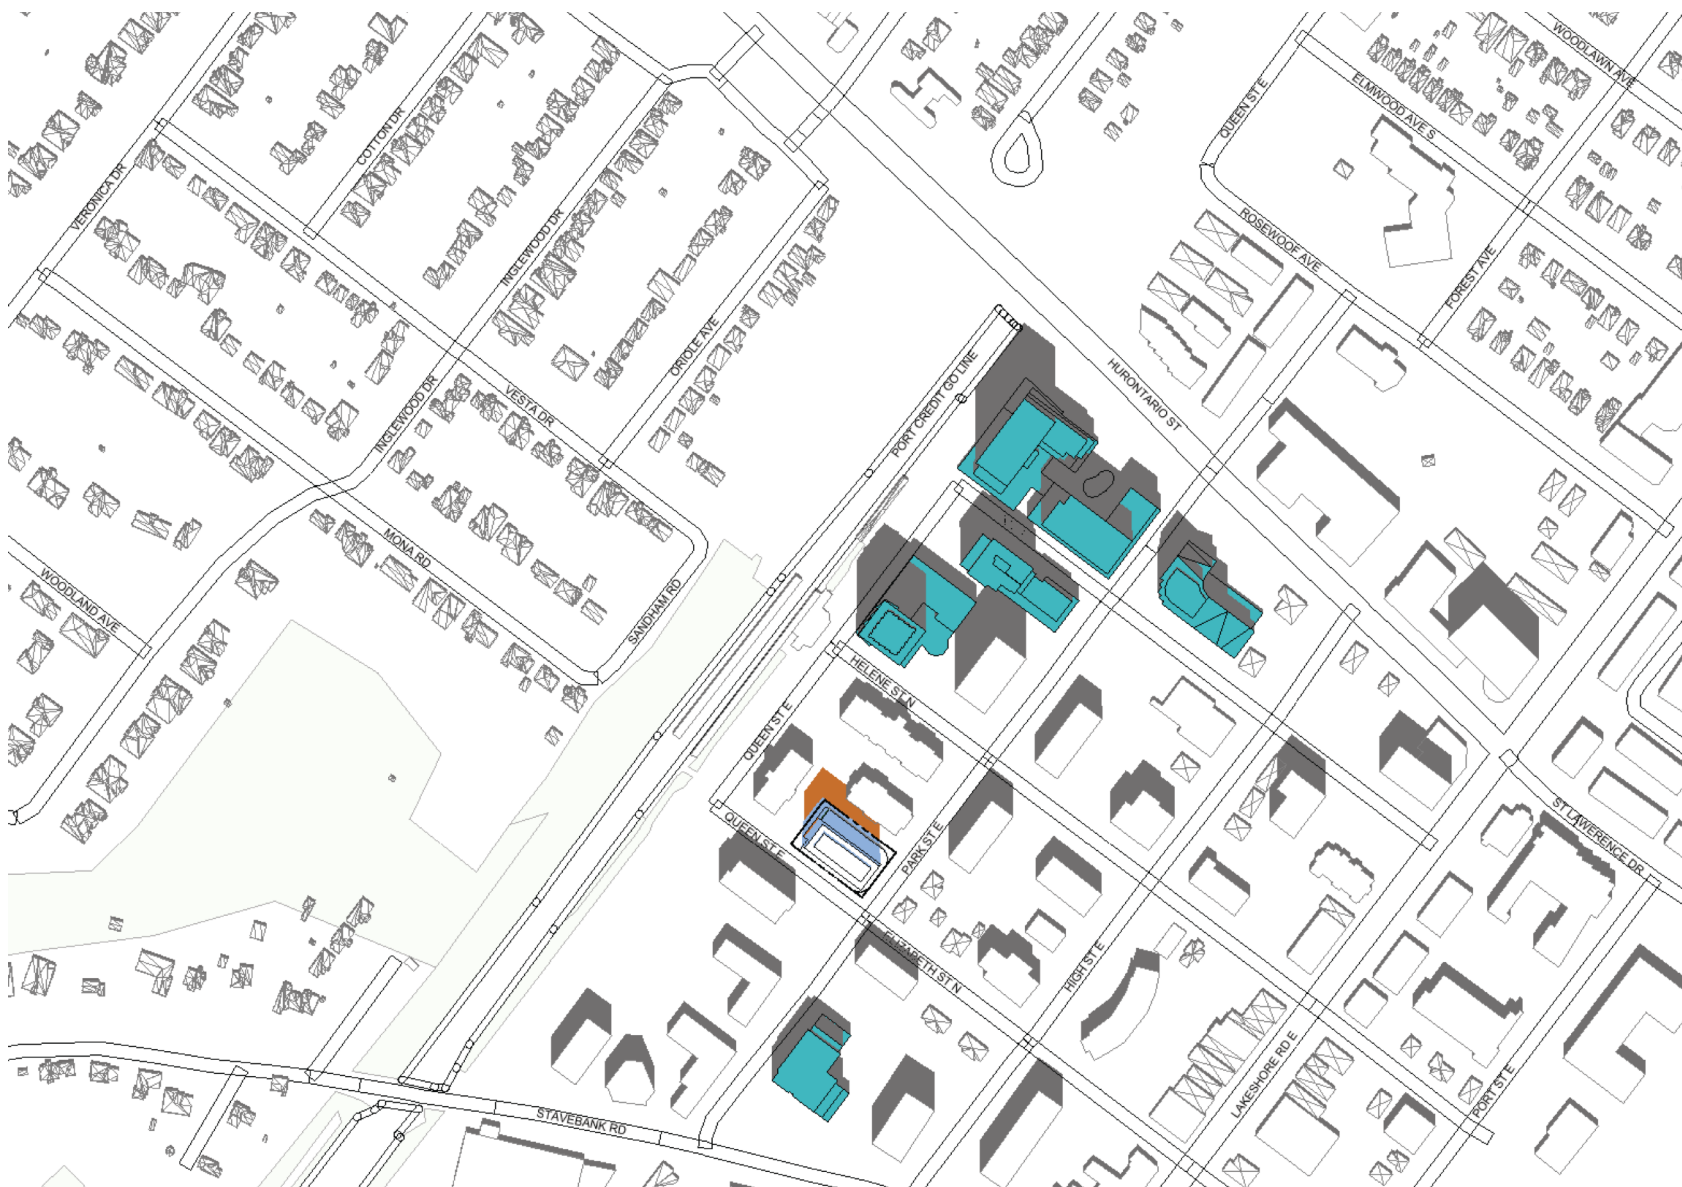 WOODLAWN AVE
ELMWOOD AVE S
QUEEN ST E
COTTON DR
VERONICA DR
INGLEWOOD DR
ROSEWOOF AVE
FOREST AVE
ORIOLE AVE
PORT CREDIT GO LINE
HURONTARIO ST
VESTA DR
INGLEWOOD DR
MONA RD
WOODLAND AVE
SANDHAM RD
HELENE ST N
QUEEN ST E
QUEEN ST E
PARK ST E
ST LAWERENCE DR
ELIZABETH ST N
HIGH ST E
LAKESHORE RD E
PORT ST E
STAVEBANK RD